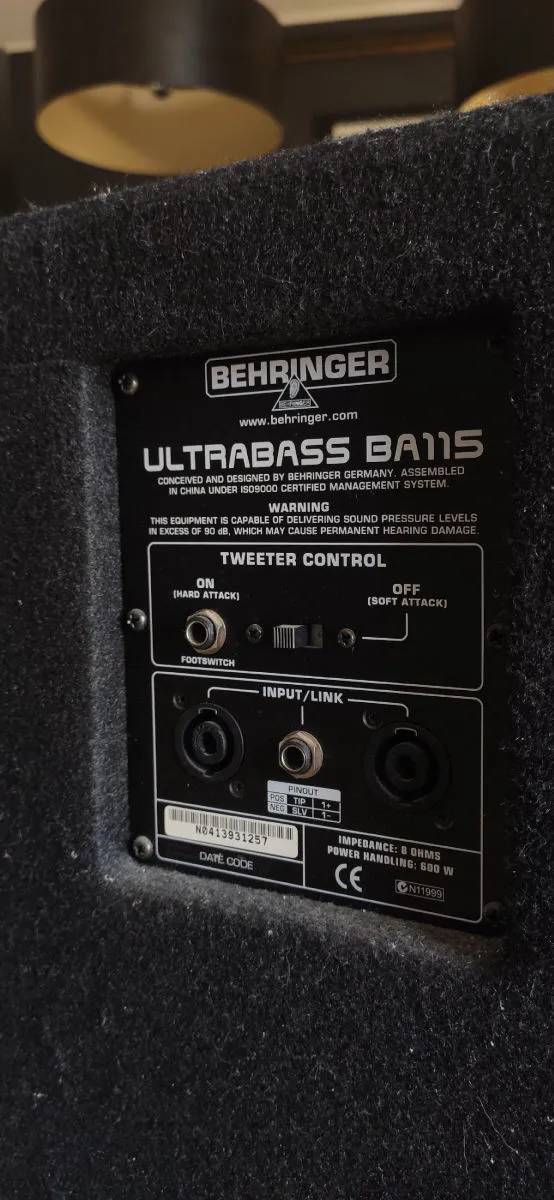 BEHRINGER
BEHRINGER
www.behringer.com
ULTRABASS BA115
CONCEIVED AND DESIGNED BY BEHRINGER GERMANY. ASSEMBLED
IN CHINA UNDER ISO9000 CERTIFIED MANAGEMENT SYSTEM.
WARNING
THIS EQUIPMENT IS CAPABLE OF DELIVERING SOUND PRESSURE LEVELS
IN EXCESS OF 90 dB, WHICH MAY CAUSE PERMANENT HEARING DAMAGE.
TWEETER CONTROL
ON
(HARD ATTACK)
OFF
(SOFT ATTACK)
FOOTSWITCH
INPUT/LINK
PINOUT
POS TIP 1+
NEG SLV 1-
N0413931257
DATE CODE
IMPEDANCE: 8 OHMS
POWER HANDLING: 600 W
CE
N11999